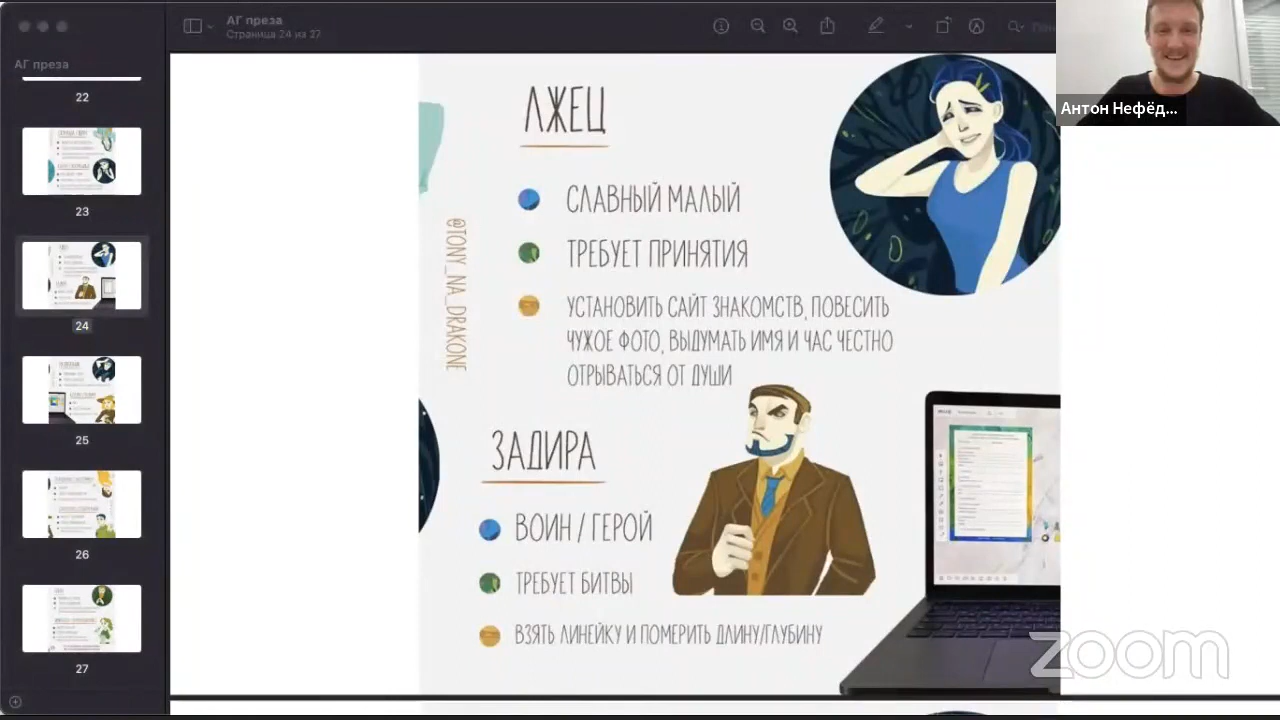 АГ преза
Страница 24 из 37
АГ преза
22
23
24
25
26
27
ЛЖЕЦ
СЛАВНЫЙ МАЛЫЙ
ТРЕБУЕТ ПРИНЯТИЯ
УСТАНОВИТЬ САЙТ ЗНАКОМСТВ, ПОВЕСИТЬ
ЧУЖОЕ ФОТО, ВЫДУМАТЬ ИМЯ И ЧАС ЧЕСТНО
ОТРЫВАТЬСЯ ОТ ДУШИ
@TONY_NA_DRAKONE
ЗАДИРА
ВОИН / ГЕРОЙ
ТРЕБУЕТ БИТВЫ
ВЗЯТЬ ЛИНЕЙКУ И ПОМЕРИТЬ ДЛИНУ/ГЛУБИНУ
Антон Нефёд...
zoom